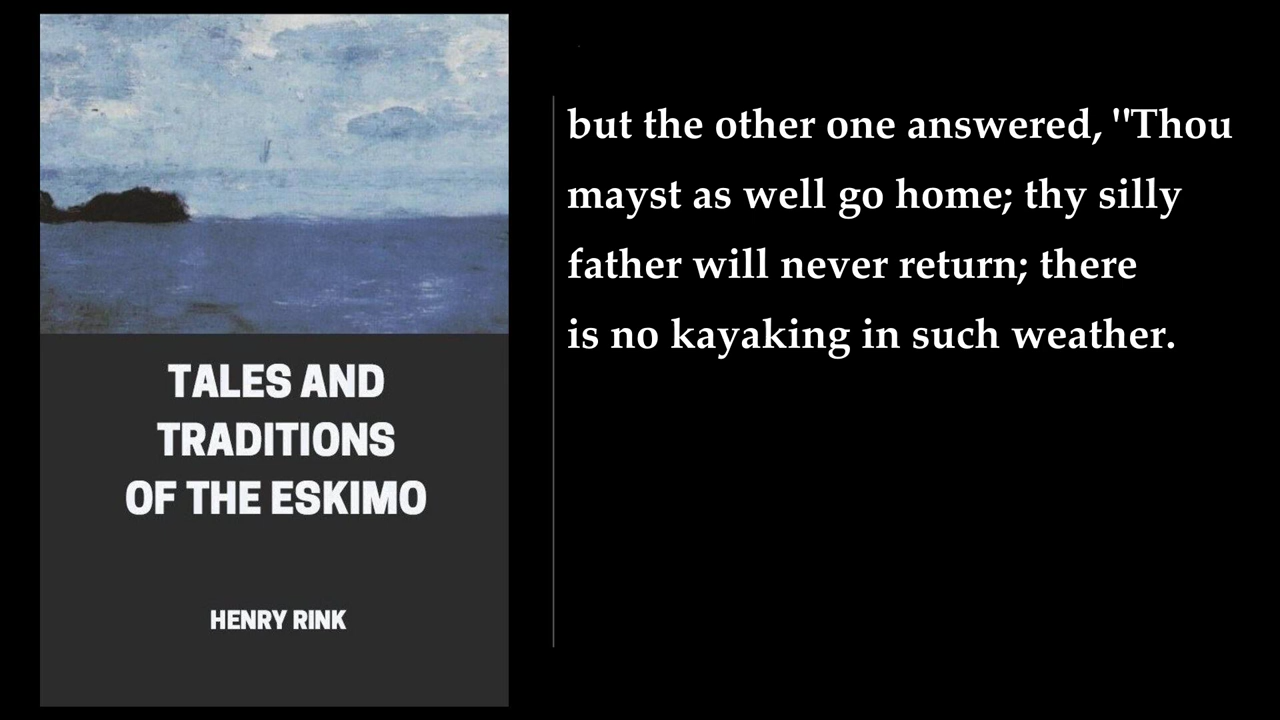 TALES AND
TRADITIONS
OF THE ESKIMO
HENRY RINK
but the other one answered, "Thou
mayst as well go home; thy silly
father will never return; there
is no kayaking in such weather.